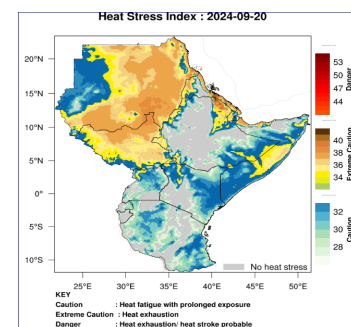 Heat Stress Index : 2024-09-20
20°N
15°N
10°N
5°N
0°
5°S
10°S
25°E 30°E 35°E 40°E 45°E 50°E
No heat stress
53
50
47
44
Danger
40
38
36
34
Extreme Caution
32
30
28
Caution
KEY
Caution : Heat fatigue with prolonged exposure
Extreme Caution : Heat exhaustion
Danger : Heat exhaustion/ heat stroke probable